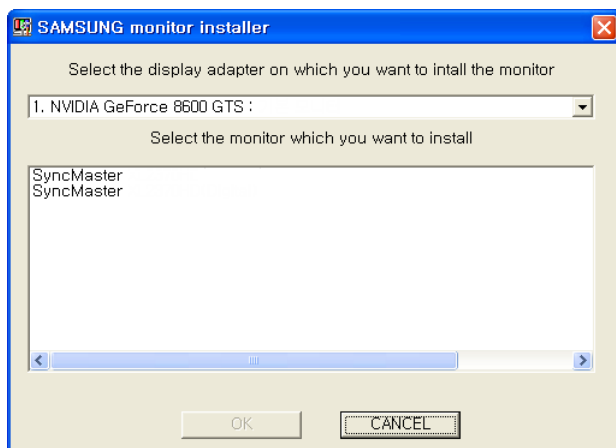 SAMSUNG monitor installer
Select the display adapter on which you want to intall the monitor
1. NVIDIA GeForce 8600 GTS :
Select the monitor which you want to install
SyncMaster
SyncMaster
OK
CANCEL